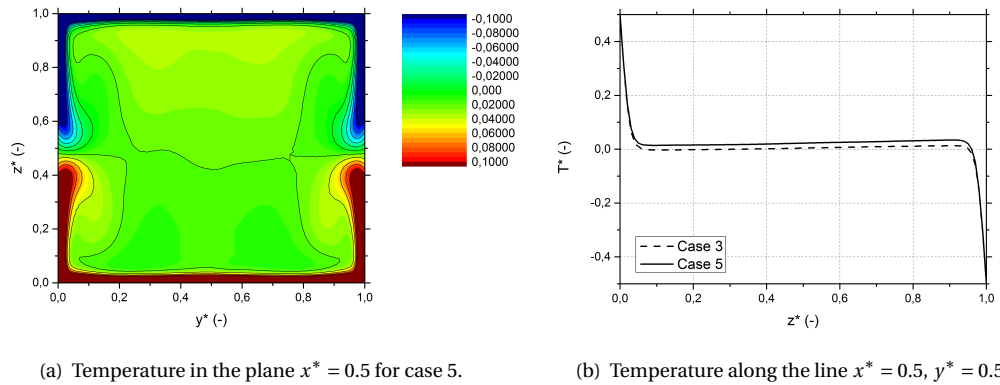 1,0
0,8
0,6
0,4
0,2
0,0
z* (-)
0,0 0,2 0,4 0,6 0,8 1,0
y* (-)
-0,1000
-0,08000
-0,06000
-0,04000
-0,02000
0,000
0,02000
0,04000
0,06000
0,08000
0,1000
0,4
0,2
0,0
-0,2
-0,4
T* (-)
Case 3
Case 5
0,0 0,2 0,4 0,6 0,8 1,0
z* (-)
(a) Temperature in the plane x* = 0.5 for case 5.
(b) Temperature along the line x* = 0.5, y* = 0.5